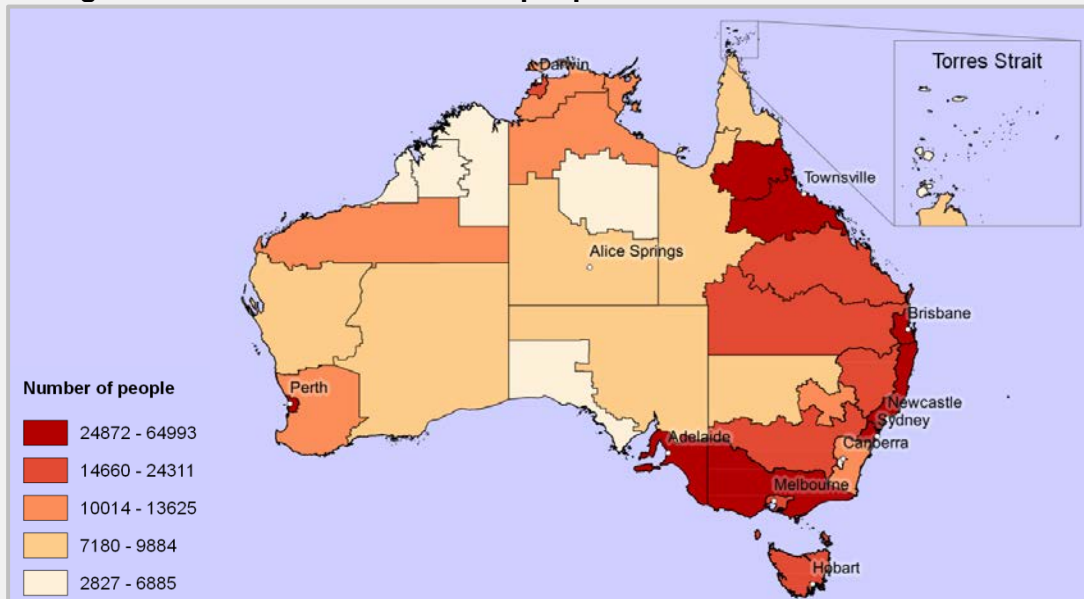 Torres Strait
Darwin
Townsville
Alice Springs
Brisbane
Number of people
Perth
24872 - 64993
14660 - 24311
10014 - 13625
7180 - 9884
2827 - 6885
Newcastle
Sydney
Adelaide
Canberra
Melbourne
Hobart